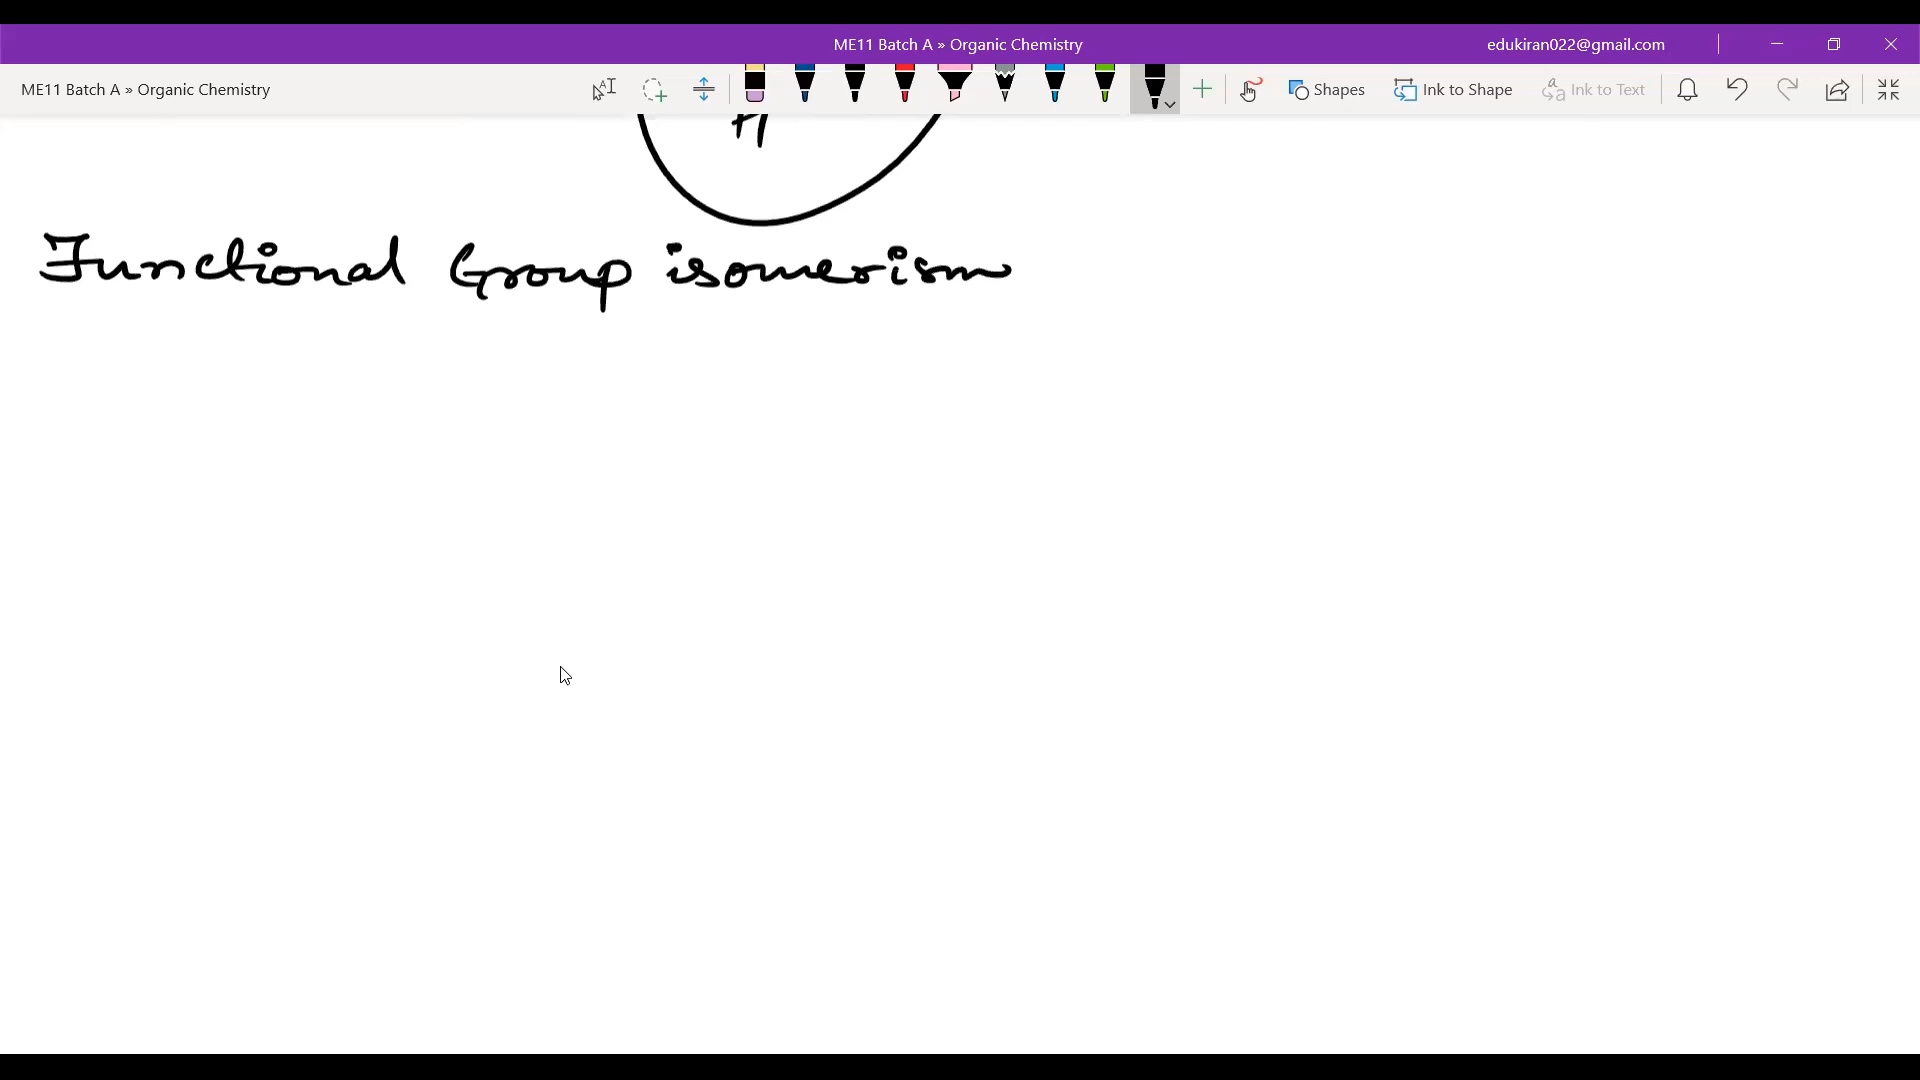 ME11 Batch A » Organic Chemistry
edukiran022@gmail.com
ME11 Batch A » Organic Chemistry
Shapes
Ink to Shape
Ink to Text
H
Functional Group isomerism